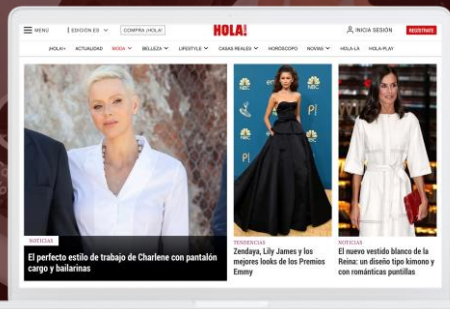 MENÚ
EDICIÓN ES
COMPRA ¡HOLA!
HOLA!
INICIA SESIÓN
REGÍSTRATE
¡HOLA!+ ACTUALIDAD MODA BELLEZA LIFESTYLE CASAS REALES HORÓSCOPO NOVIAS HOLA-LA HOLA-PLAY
NOTICIAS
El perfecto estilo de trabajo de Charlene con pantalón
cargo y bailarinas
TENDENCIAS
Zendaya, Lily James y los
mejores looks de los Premios
Emmy
NOTICIAS
El nuevo vestido blanco de la
Reina: un diseño tipo kimono y
con románticas puntillas